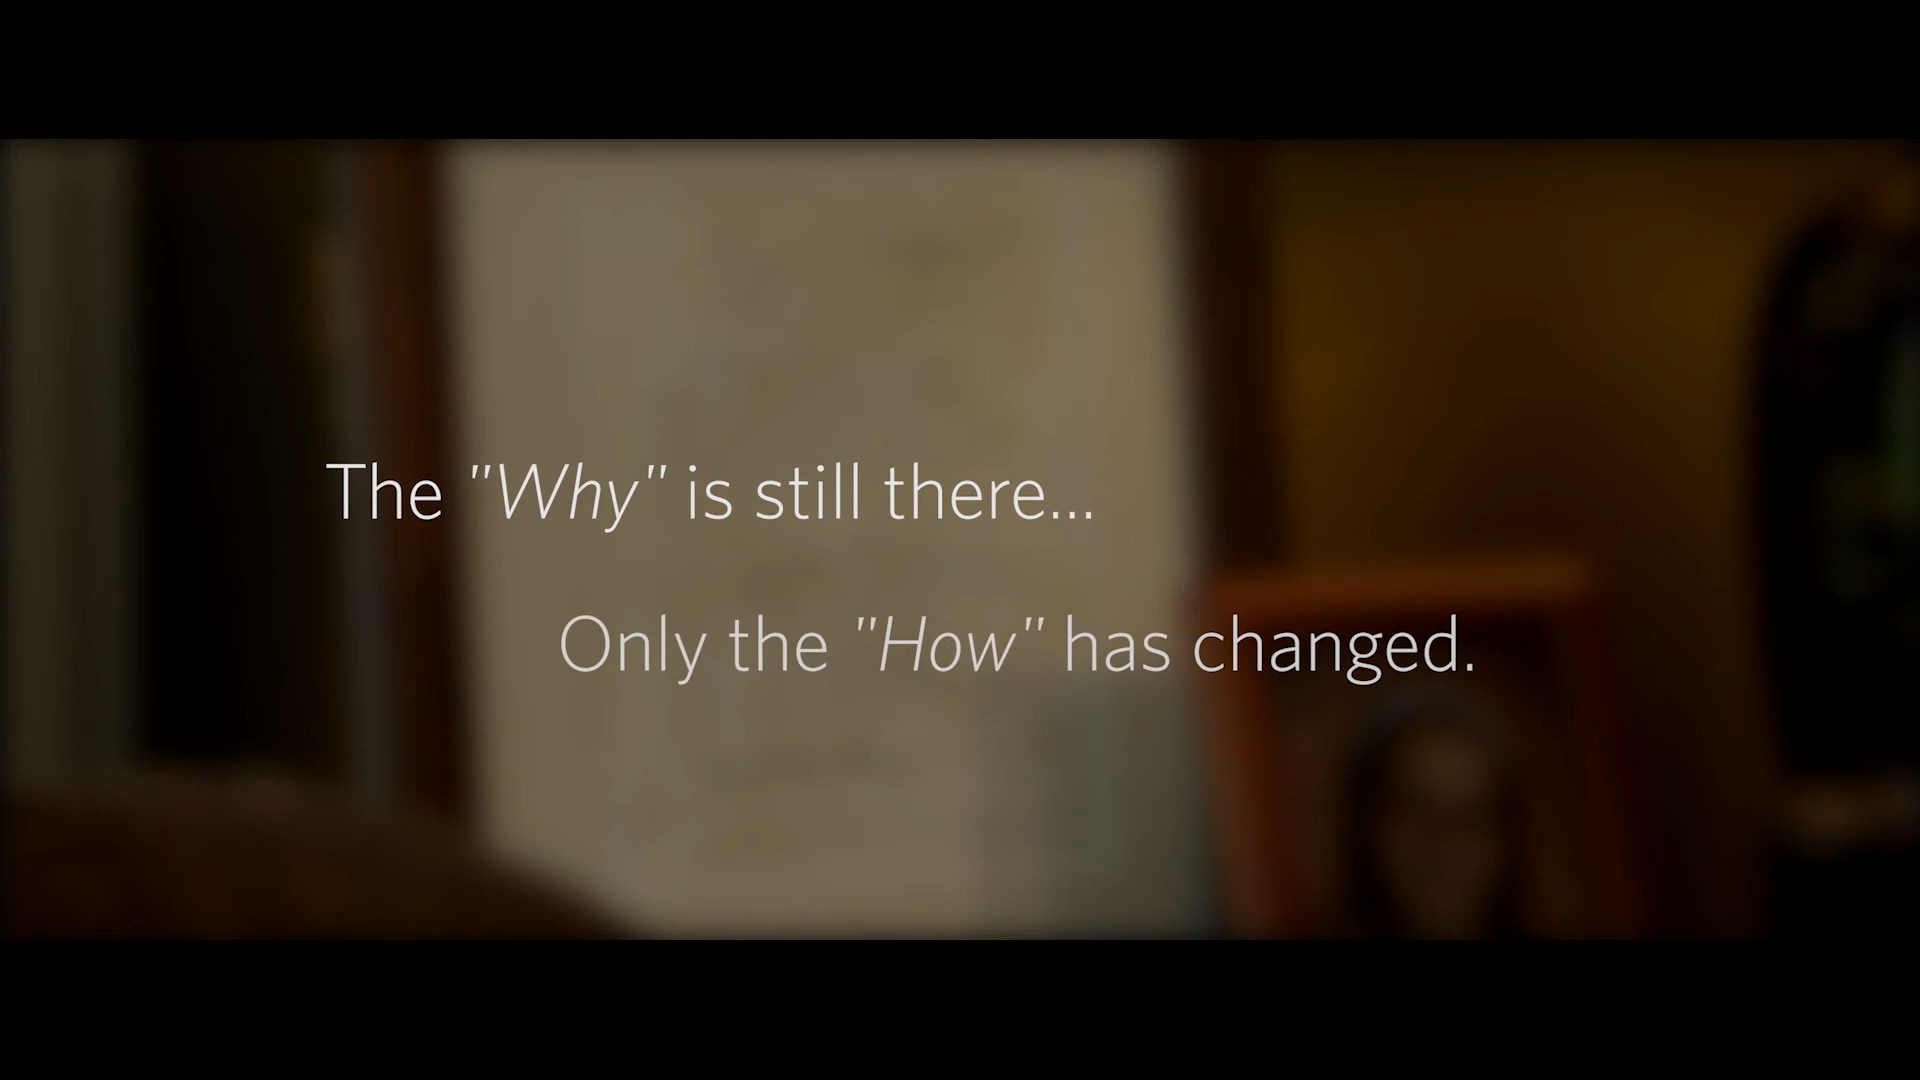 The "Why" is still there...
Only the "How" has changed.